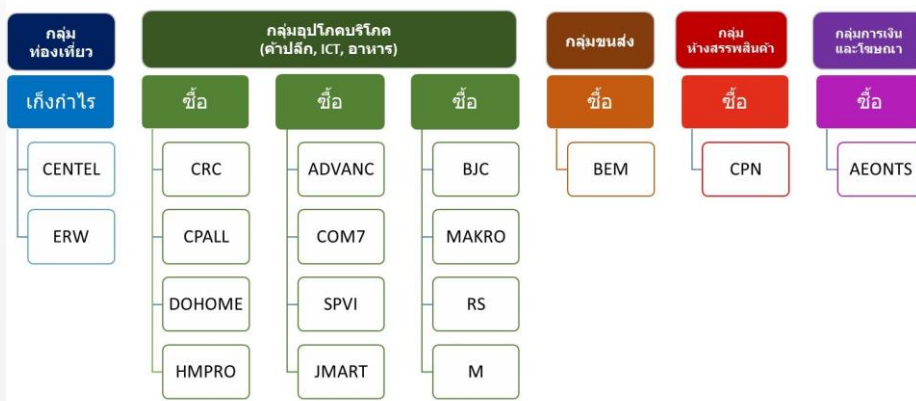 กลุ่ม
ท่องเที่ยว
เก็งกำไร
CENTEL
ERW
กลุ่มอุปโภคบริโภค
(ค้าปลีก, ICT, อาหาร)
ซื้อ
CRC
CPALL
DOHOME
HMPRO
ซื้อ
ADVANC
COM7
SPVI
JMART
ซื้อ
BJC
MAKRO
RS
M
กลุ่มขนส่ง
ซื้อ
BEM
กลุ่ม
ห้างสรรพสินค้า
ซื้อ
CPN
กลุ่มการเงิน
และโฆษณา
ซื้อ
AEONTS